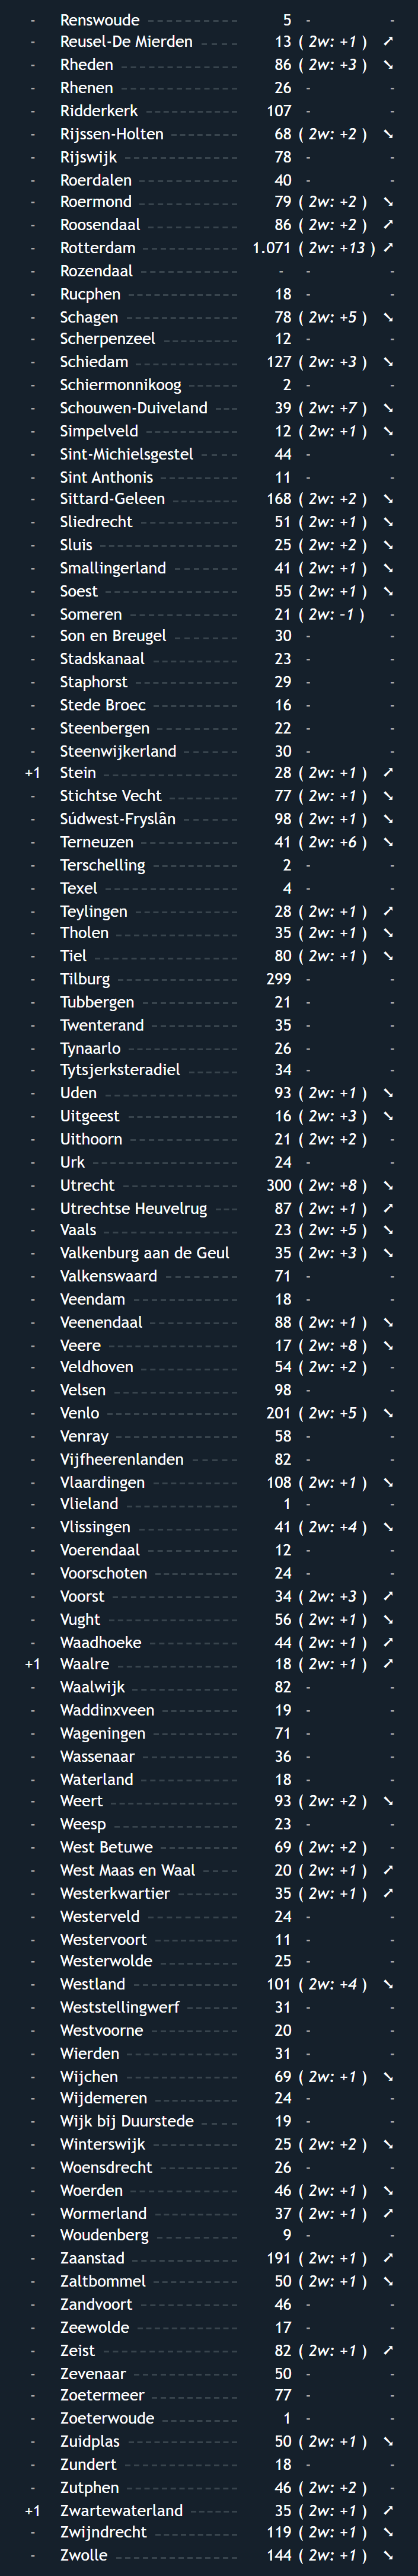 - Renswoude 5 - -
- Reusel-De Mierden 13 ( 2w: +1 ) ➚
- Rheden 86 ( 2w: +3 ) ➘
- Rhenen 26 - -
- Ridderkerk 107 - -
- Rijssen-Holten 68 ( 2w: +2 ) ➘
- Rijswijk 78 - -
- Roerdalen 40 - -
- Roermond 79 ( 2w: +2 ) ➘
- Roosendaal 86 ( 2w: +2 ) ➚
- Rotterdam 1.071 ( 2w: +13 ) ➚
- Rozendaal - - -
- Rucphen 18 - -
- Schagen 78 ( 2w: +5 ) ➘
- Scherpenzeel 12 - -
- Schiedam 127 ( 2w: +3 ) ➘
- Schiermonnikoog 2 - -
- Schouwen-Duiveland 39 ( 2w: +7 ) ➘
- Simpelveld 12 ( 2w: +1 ) ➘
- Sint-Michielsgestel 44 - -
- Sint Anthonis 11 - -
- Sittard-Geleen 168 ( 2w: +2 ) ➘
- Sliedrecht 51 ( 2w: +1 ) ➘
- Sluis 25 ( 2w: +2 ) ➘
- Smallingerland 41 ( 2w: +1 ) ➘
- Soest 55 ( 2w: +1 ) ➘
- Someren 21 ( 2w: -1 ) -
- Son en Breugel 30 - -
- Stadskanaal 23 - -
- Staphorst 29 - -
- Stede Broec 16 - -
- Steenbergen 22 - -
- Steenwijkerland 30 - -
+1 Stein 28 ( 2w: +1 ) ➚
- Stichtse Vecht 77 ( 2w: +1 ) ➘
- Súdwest-Fryslân 98 ( 2w: +1 ) ➘
- Terneuzen 41 ( 2w: +6 ) ➘
- Terschelling 2 - -
- Texel 4 - -
- Teylingen 28 ( 2w: +1 ) ➚
- Tholen 35 ( 2w: +1 ) ➘
- Tiel 80 ( 2w: +1 ) ➘
- Tilburg 299 - -
- Tubbergen 21 - -
- Twenterand 35 - -
- Tynaarlo 26 - -
- Tytsjerksteradiel 34 - -
- Uden 93 ( 2w: +1 ) ➘
- Uitgeest 16 ( 2w: +3 ) ➘
- Uithoorn 21 ( 2w: +2 ) -
- Urk 24 - -
- Utrecht 300 ( 2w: +8 ) ➘
- Utrechtse Heuvelrug 87 ( 2w: +1 ) ➚
- Vaals 23 ( 2w: +5 ) ➘
- Valkenburg aan de Geul 35 ( 2w: +3 ) ➘
- Valkenswaard 71 - -
- Veendam 18 - -
- Veenendaal 88 ( 2w: +1 ) ➘
- Veere 17 ( 2w: +8 ) ➘
- Veldhoven 54 ( 2w: +2 ) -
- Velsen 98 - -
- Venlo 201 ( 2w: +5 ) ➘
- Venray 58 - -
- Vijfheerenlanden 82 - -
- Vlaardingen 108 ( 2w: +1 ) ➘
- Vlieland 1 - -
- Vlissingen 41 ( 2w: +4 ) ➘
- Voerendaal 12 - -
- Voorschoten 24 - -
- Voorst 34 ( 2w: +3 ) ➚
- Vught 56 ( 2w: +1 ) ➘
- Waadhoeke 44 ( 2w: +1 ) ➚
+1 Waalre 18 ( 2w: +1 ) ➚
- Waalwijk 82 - -
- Waddinxveen 19 - -
- Wageningen 71 - -
- Wassenaar 36 - -
- Waterland 18 - -
- Weert 93 ( 2w: +2 ) ➘
- Weesp 23 - -
- West Betuwe 69 ( 2w: +2 ) -
- West Maas en Waal 20 ( 2w: +1 ) ➚
- Westerkwartier 35 ( 2w: +1 ) ➚
- Westerveld 24 - -
- Westervoort 11 - -
- Westerwolde 25 - -
- Westland 101 ( 2w: +4 ) ➘
- Weststellingwerf 31 - -
- Westvoorne 20 - -
- Wierden 31 - -
- Wijchen 69 ( 2w: +1 ) ➘
- Wijdemeren 24 - -
- Wijk bij Duurstede 19 - -
- Winterswijk 25 ( 2w: +2 ) ➘
- Woensdrecht 26 - -
- Woerden 46 ( 2w: +1 ) ➘
- Wormerland 37 ( 2w: +1 ) ➚
- Woudenberg 9 - -
- Zaanstad 191 ( 2w: +1 ) ➚
- Zaltbommel 50 ( 2w: +1 ) ➘
- Zandvoort 46 - -
- Zeewolde 17 - -
- Zeist 82 ( 2w: +1 ) ➚
- Zevenaar 50 - -
- Zoetermeer 77 - -
- Zoeterwoude 1 - -
- Zuidplas 50 ( 2w: +1 ) ➘
- Zundert 18 - -
- Zutphen 46 ( 2w: +2 ) -
+1 Zwartewaterland 35 ( 2w: +1 ) ➚
- Zwijndrecht 119 ( 2w: +1 ) ➘
- Zwolle 144 ( 2w: +1 ) ➘